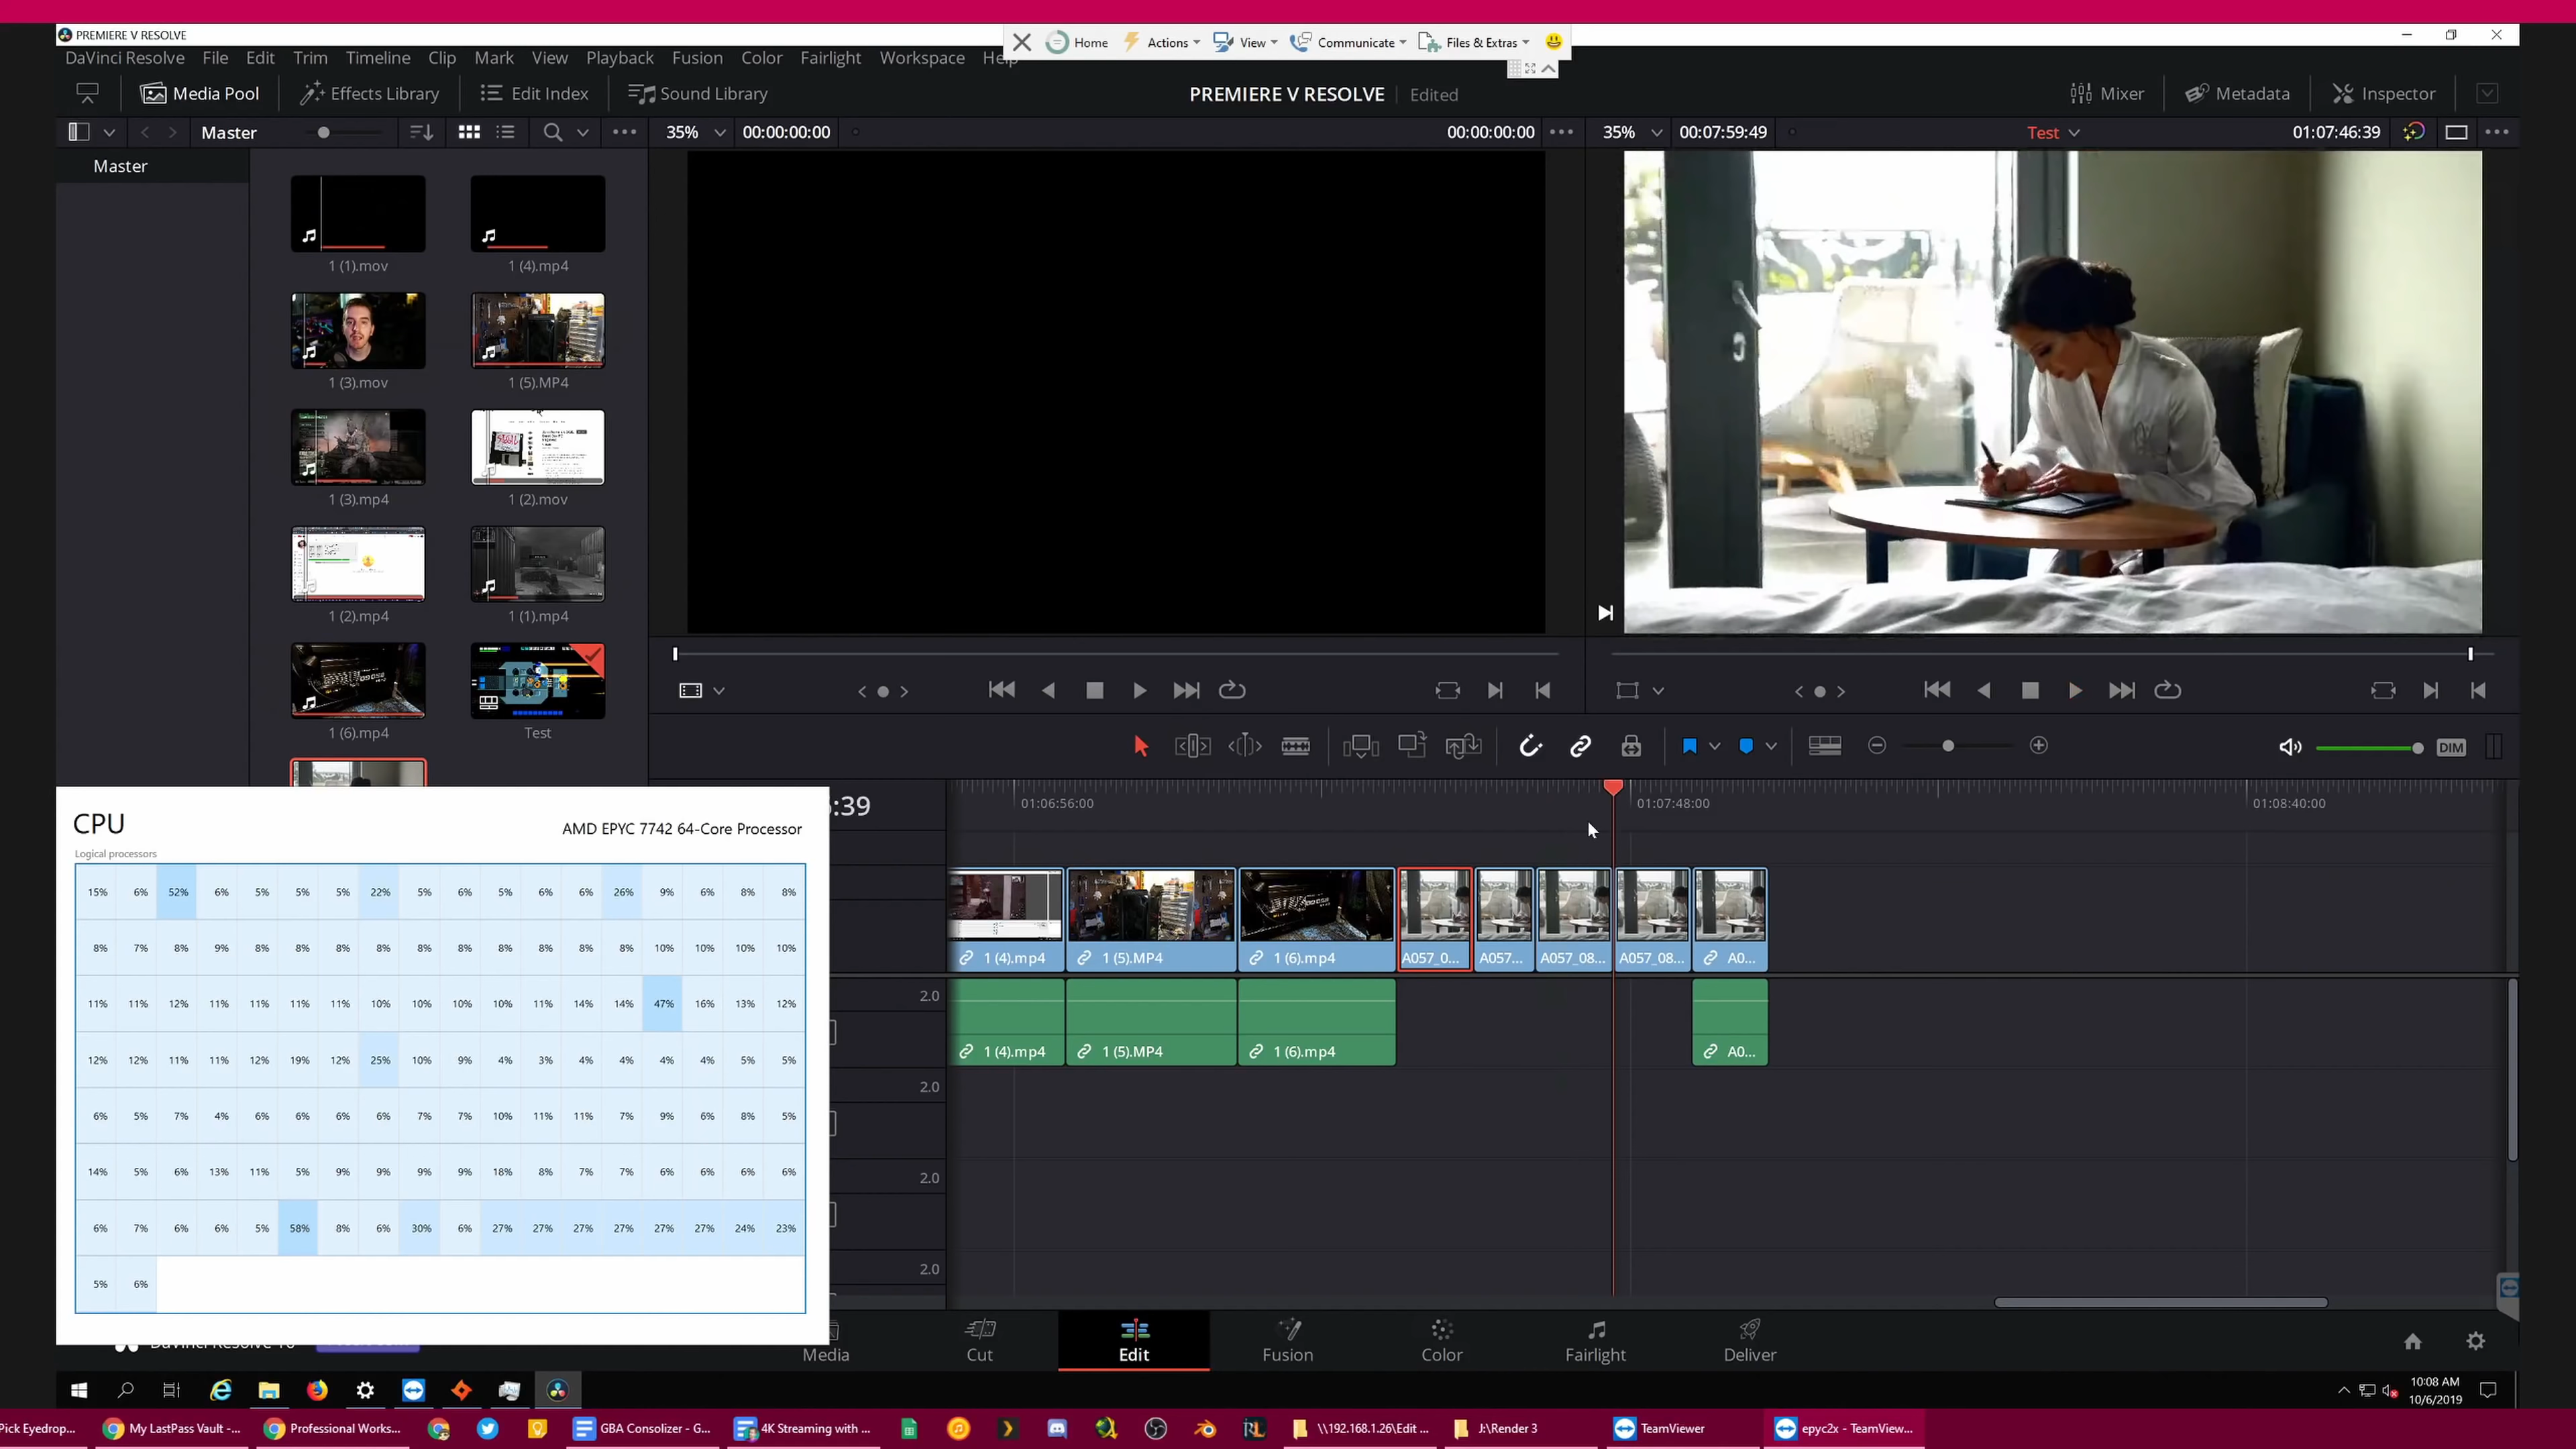 PREMIERE V RESOLVE
Home Actions View Communicate Files & Extras
DaVinci Resolve File Edit Trim Timeline Clip Mark View Playback Fusion Color Fairlight Workspace Help
Media Pool Effects Library Edit Index Sound Library
PREMIERE V RESOLVE Edited
Mixer Metadata Inspector
Master
35% 00:00:00:00 00:00:00:00
35% 00:07:59:49 Test 01:07:46:39
Master
1 (1).mov 1 (4).mp4
1 (3).mov 1 (5).MP4
1 (3).mp4 1 (2).mov
1 (2).mp4 1 (1).mp4
1 (6).mp4 Test
DIM
:39
01:06:56:00 01:07:48:00 01:08:40:00
1 (4).mp4 1 (5).MP4 1 (6).mp4 A057_0... A057... A057_08... A057_08... A0...
2.0
1 (4).mp4 1 (5).MP4 1 (6).mp4 A0...
2.0
2.0
2.0
CPU
AMD EPYC 7742 64-Core Processor
Logical processors
15% 6% 52% 6% 5% 5% 5% 22% 5% 6% 5% 6% 6% 26% 9% 6% 8% 8%
8% 7% 8% 9% 8% 8% 8% 8% 8% 8% 8% 8% 8% 8% 10% 10% 10% 10%
11% 11% 12% 11% 11% 11% 11% 10% 10% 10% 10% 11% 14% 14% 47% 16% 13% 12%
12% 12% 11% 11% 12% 19% 12% 25% 10% 9% 4% 3% 4% 4% 4% 4% 5% 5%
6% 5% 7% 4% 6% 6% 6% 6% 7% 7% 10% 11% 11% 7% 9% 6% 8% 5%
14% 5% 6% 13% 11% 5% 9% 9% 9% 9% 18% 8% 7% 7% 6% 6% 6% 6%
6% 7% 6% 6% 5% 58% 8% 6% 30% 6% 27% 27% 27% 27% 27% 27% 24% 23%
5% 6%
Media Cut Edit Fusion Color Fairlight Deliver
10:08 AM
10/6/2019
Pick Eyedrop... My LastPass Vault -... Professional Works... GBA Consolizer - G... 4K Streaming with ... \\192.168.1.26\Edit ... J:\Render 3 TeamViewer epyc2x - TeamView...